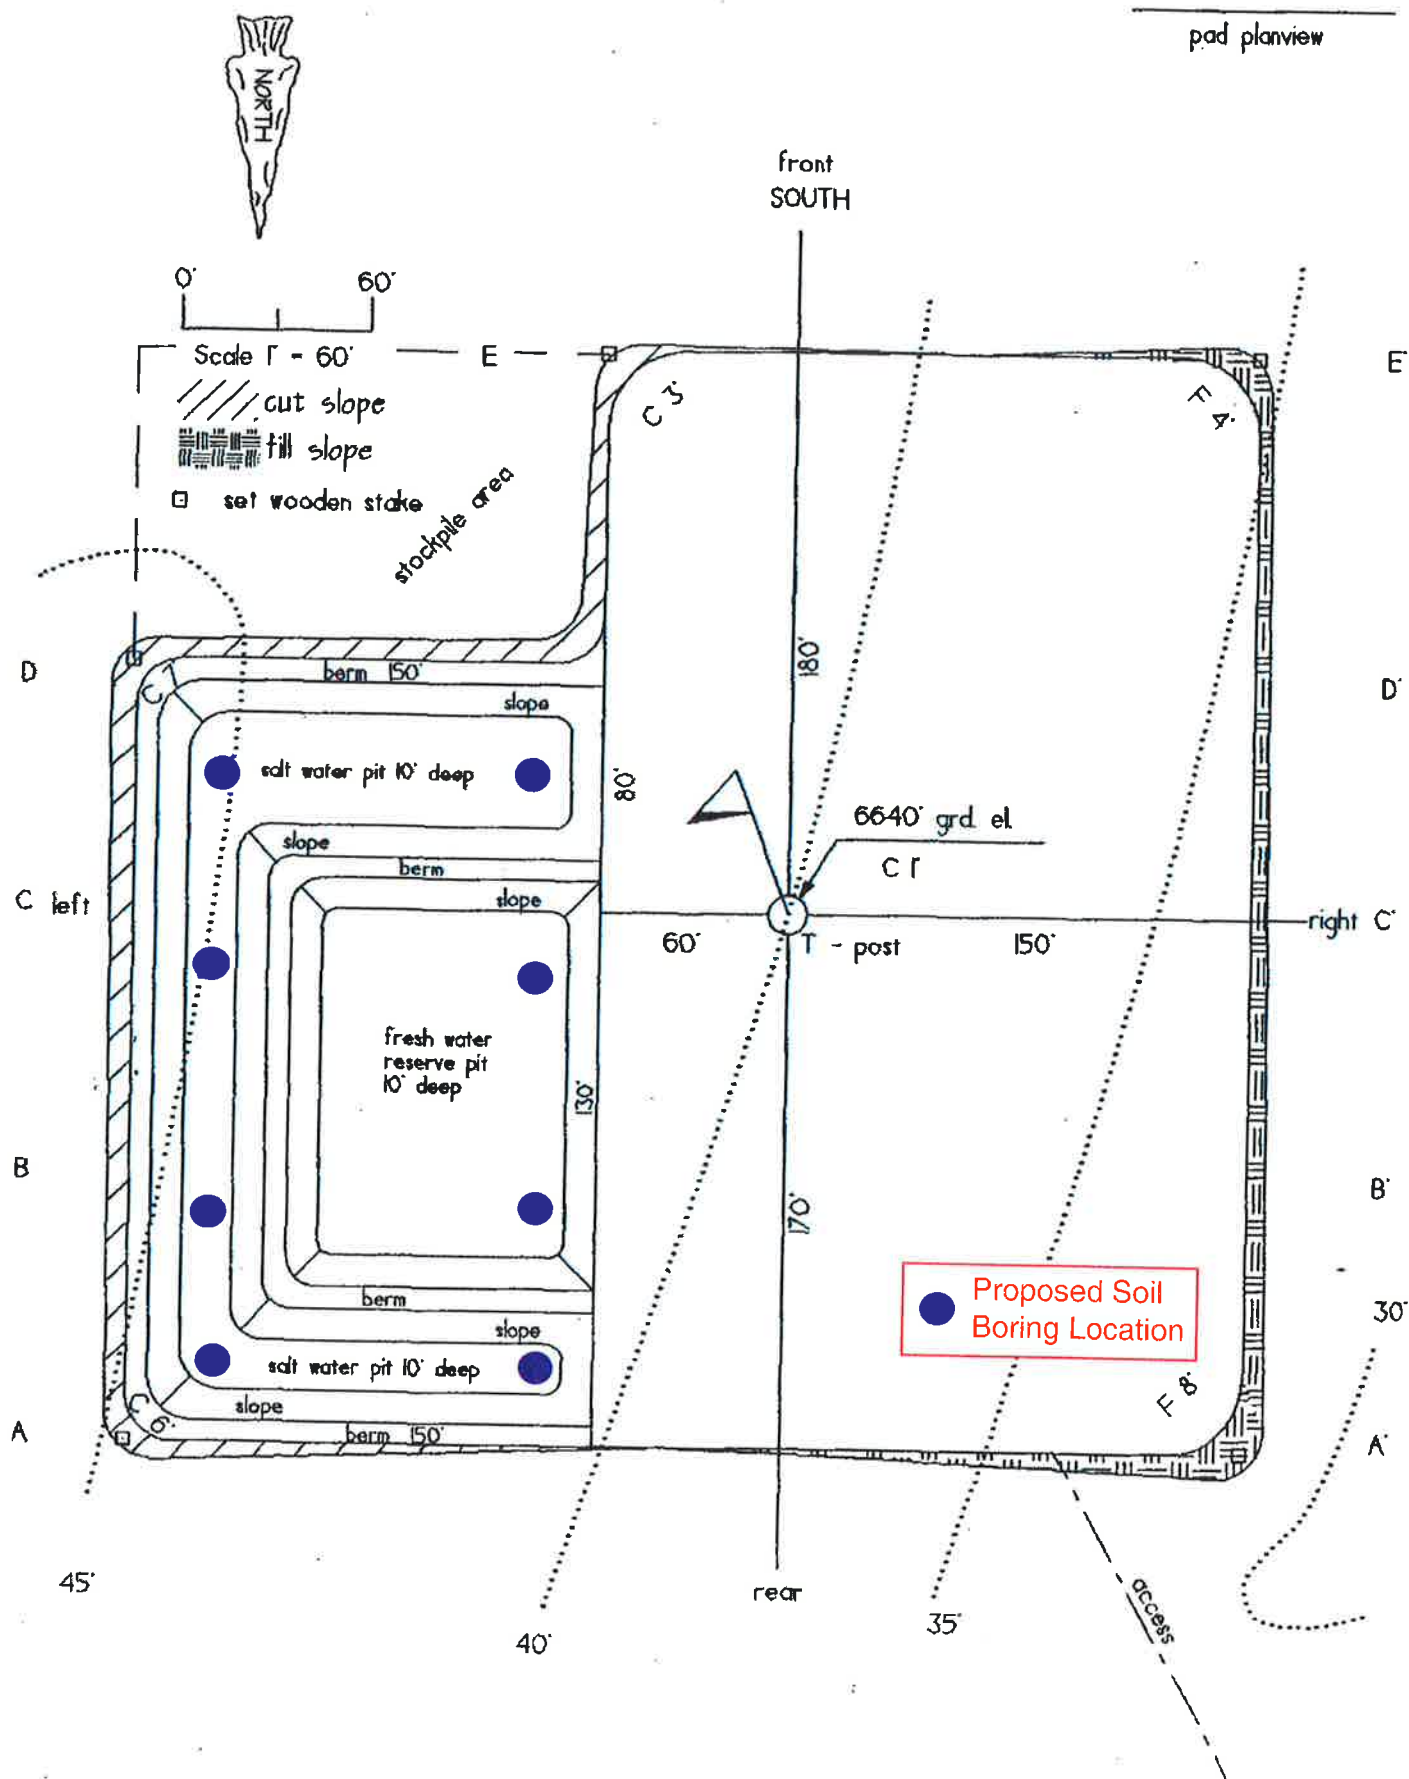 pad planview
NORTH
front
SOUTH
0' 60'
Scale 1" - 60'
cut slope
fill slope
set wooden stake
stockpile area
E
E'
C 3'
F 4'
D
D'
C 7'
berm 150'
slope
salt water pit 10' deep
80'
180'
slope
berm
slope
6640' grd. el.
C 1'
C left
right C'
60'
T - post
150'
fresh water
reserve pit
10' deep
130'
170'
B
B'
berm
slope
salt water pit 10' deep
Proposed Soil
Boring Location
30'
F 8'
C 6'
slope
berm 150'
A
A'
45'
40'
rear
35'
access